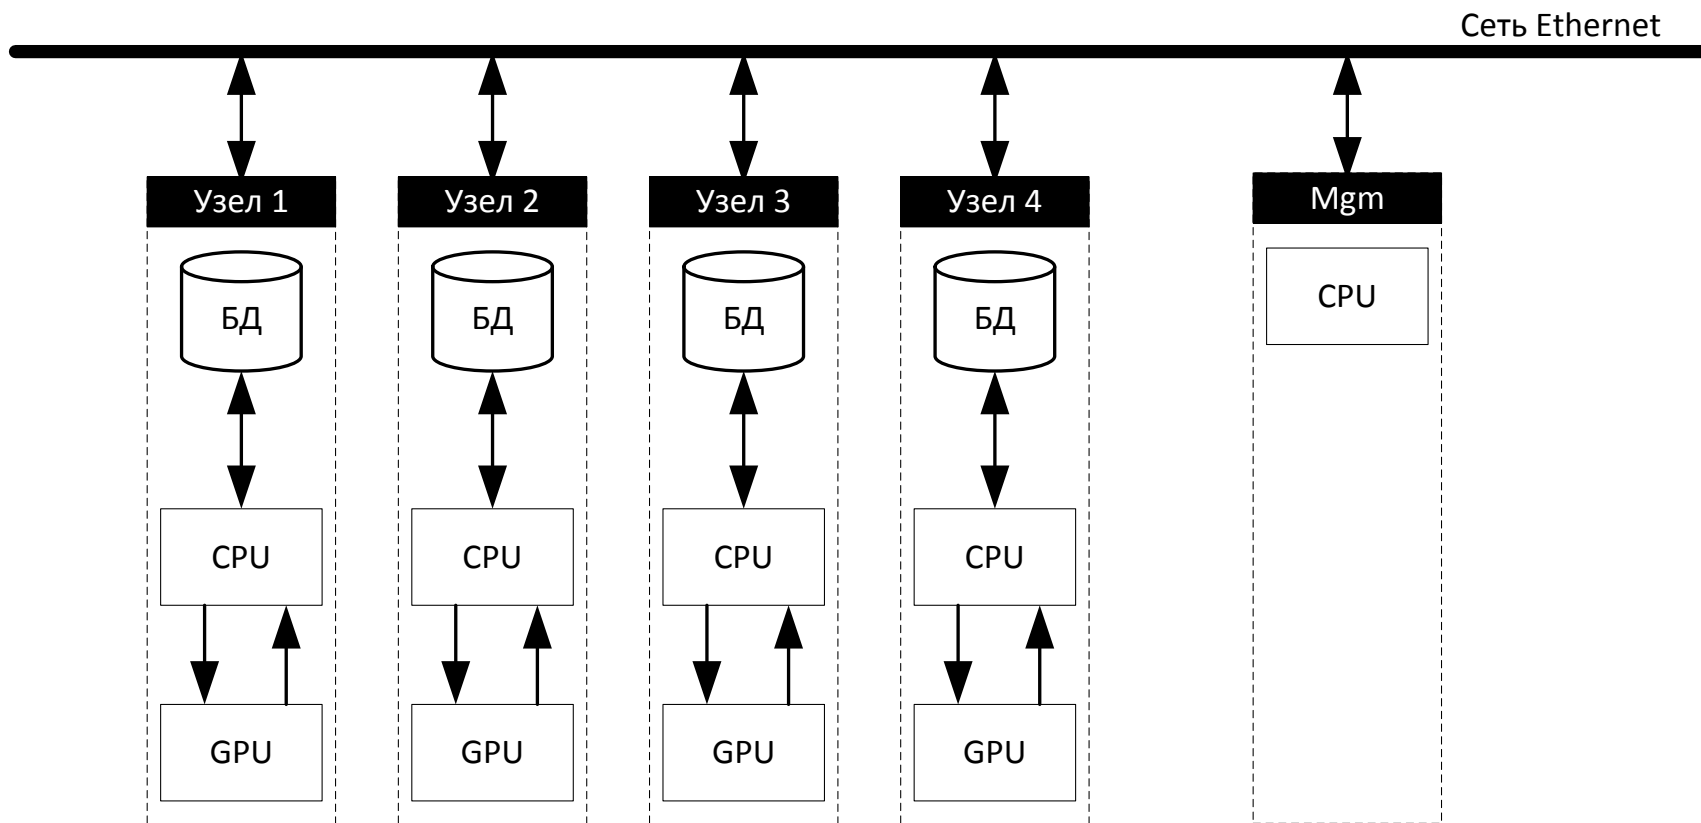 Сеть Ethernet
Узел 1
Узел 2
Узел 3
Узел 4
Mgm
БД
БД
БД
БД
CPU
CPU
CPU
CPU
CPU
GPU
GPU
GPU
GPU